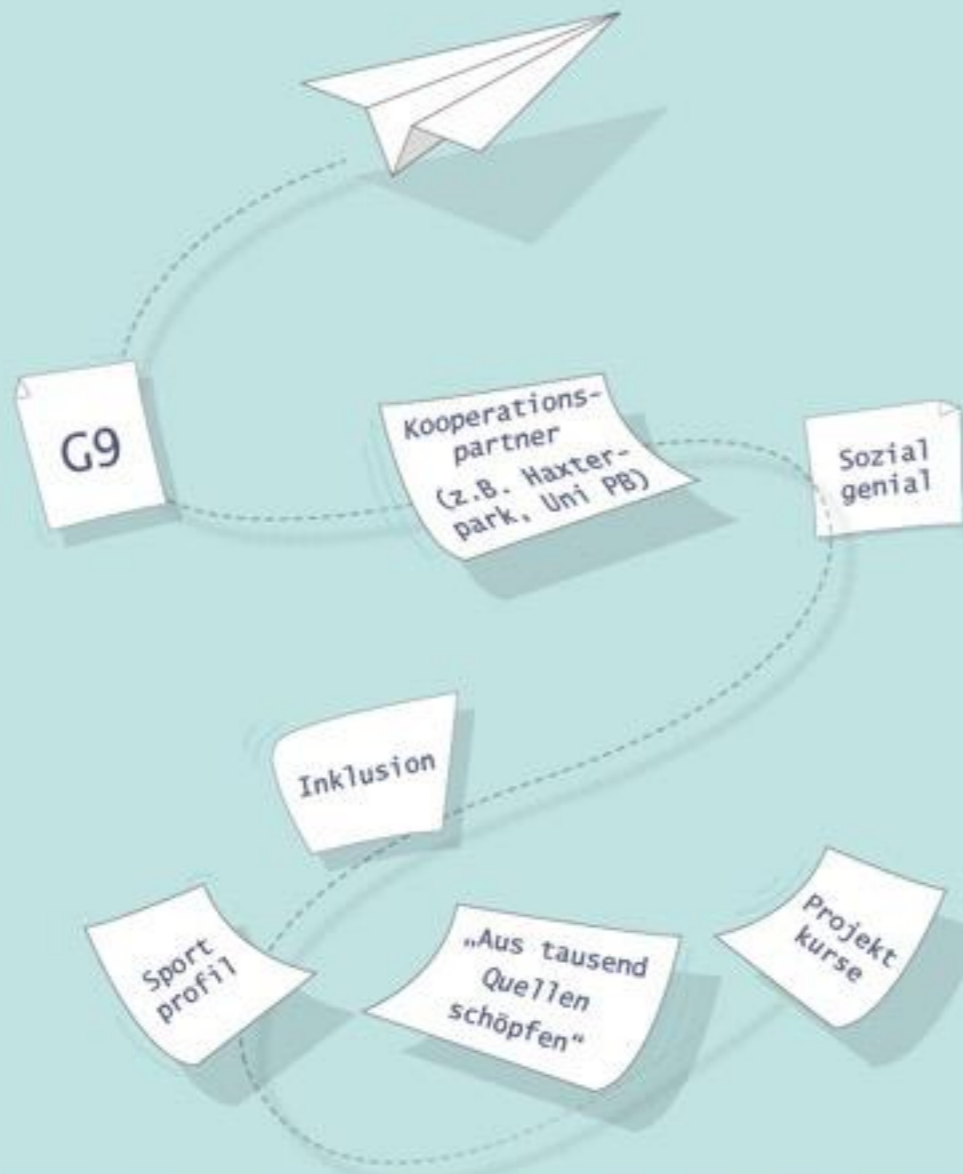 G9
Kooperations-
partner
(z.B. Haxter-
park, Uni PB)
Sozial
genial
Inklusion
Sport
profil
„Aus tausend
Quellen
schöpfen“
Projekt
kurse